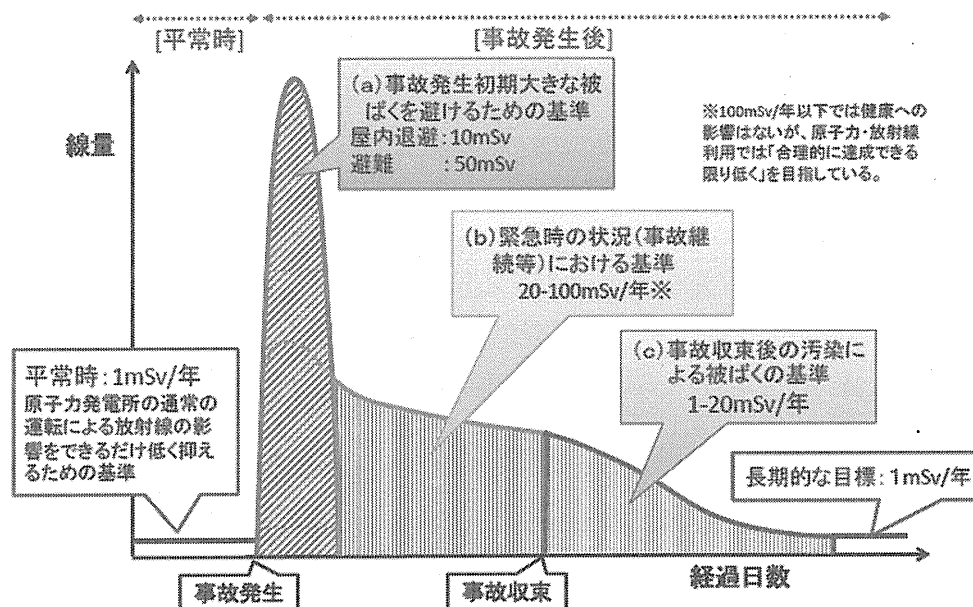 [平常時]
[事故発生後]
線量
(a)事故発生初期大きな被
ばくを避けるための基準
屋内退避:10mSv
避難 :50mSv
※100mSv/年以下では健康への
影響はないが、原子力・放射線
利用では「合理的に達成できる
限り低く」を目指している。
(b)緊急時の状況(事故継
続等)における基準
20-100mSv/年※
(c)事故収束後の汚染に
よる被ばくの基準
1-20mSv/年
平常時:1mSv/年
原子力発電所の通常の
運転による放射線の影
響をできるだけ低く抑え
るための基準
長期的な目標:1mSv/年
事故発生
事故収束
経過日数